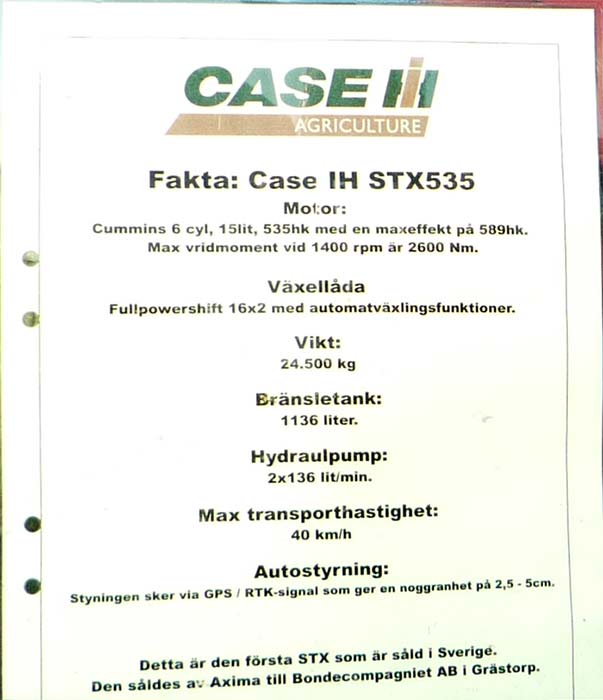 CASE IH
AGRICULTURE
Fakta: Case IH STX535
Motor:
Cummins 6 cyl, 15lit, 535hk med en maxeffekt på 589hk.
Max vridmoment vid 1400 rpm är 2600 Nm.
Växellåda
Fullpowershift 16x2 med automatväxlingsfunktioner.
Vikt:
24.500 kg
Bränsletank:
1136 liter.
Hydraulpump:
2x136 lit/min.
Max transporthastighet:
40 km/h
Autostyrning:
Styningen sker via GPS / RTK-signal som ger en noggranhet på 2,5 - 5cm.
Detta är den första STX som är såld i Sverige.
Den såldes av Axima till Bondecompagniet AB i Grästorp.